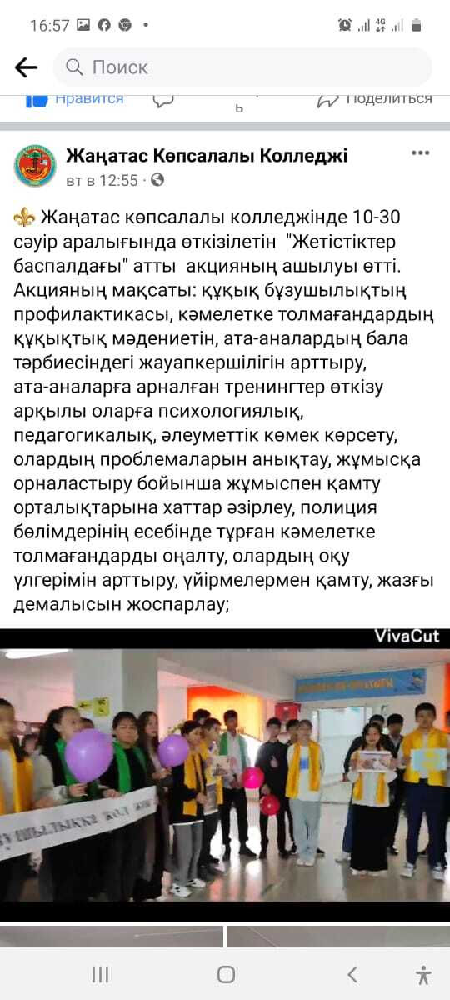 16:57
4G
Поиск
Нравится
ь
Поделиться
Жаңатас Көпсалалы Колледжі
вт в 12:55 ·
Жаңатас көпсалалы колледжінде 10-30
сәуір аралығында өткізілетін "Жетістіктер
баспалдағы" атты акцияның ашылуы өтті.
Акцияның мақсаты: құқық бұзушылықтың
профилактикасы, кәмелетке толмағандардың
құқықтық мәдениетін, ата-аналардың бала
тәрбиесіндегі жауапкершілігін арттыру,
ата-аналарға арналған тренингтер өткізу
арқылы оларға психологиялық,
педагогикалық, әлеуметтік көмек көрсету,
олардың проблемаларын анықтау, жұмысқа
орналастыру бойынша жұмыспен қамту
орталықтарына хаттар әзірлеу, полиция
бөлімдерінің есебінде тұрған кәмелетке
толмағандарды оңалту, олардың оқу
үлгерімін арттыру, үйірмелермен қамту, жазғы
демалысын жоспарлау;
VivaCut
ШЫЛЫҚҚА ЖОЛ